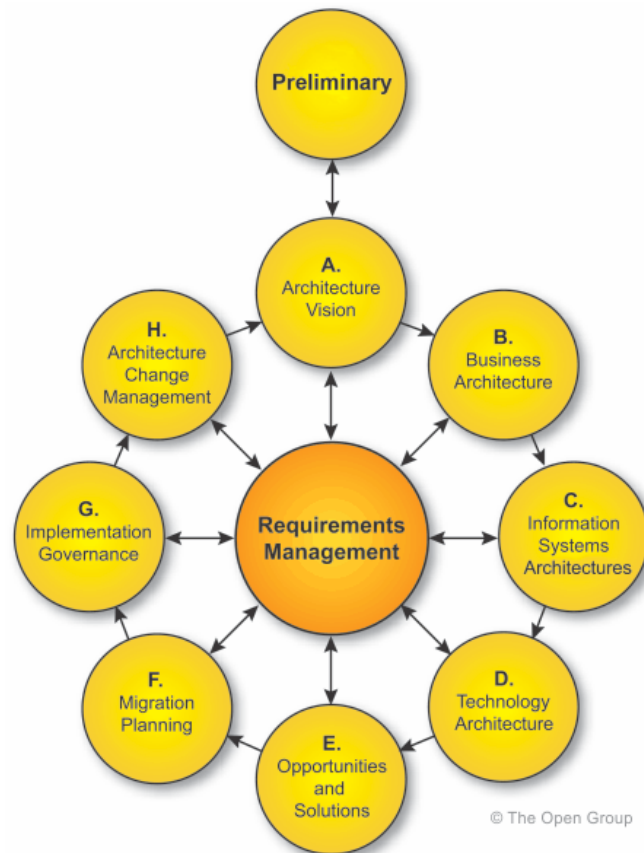 Preliminary
A.
Architecture
Vision
B.
Business
Architecture
C.
Information
Systems
Architectures
D.
Technology
Architecture
E.
Opportunities
and
Solutions
F.
Migration
Planning
G.
Implementation
Governance
H.
Architecture
Change
Management
Requirements
Management
© The Open Group